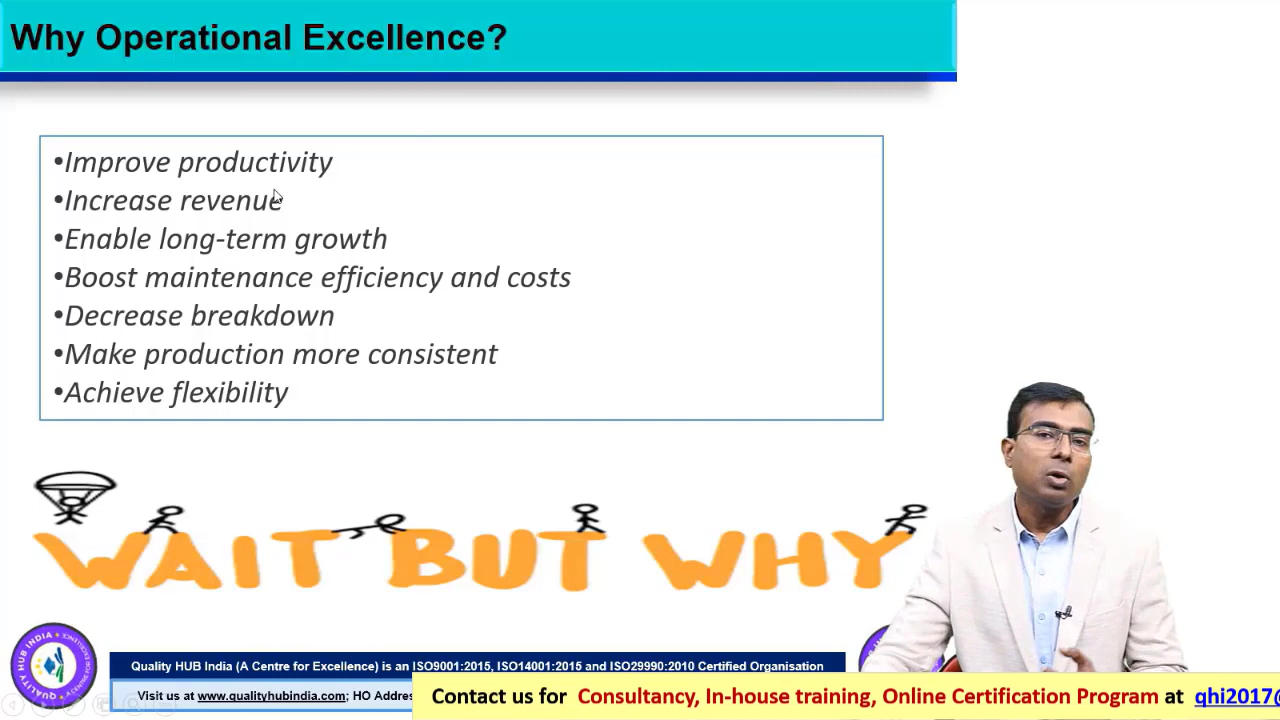 Why Operational Excellence?
•Improve productivity
•Increase revenue
•Enable long-term growth
•Boost maintenance efficiency and costs
•Decrease breakdown
•Make production more consistent
•Achieve flexibility
WAIT BUT WHY
QUALITY HUB INDIA
Quality HUB India (A Centre for Excellence) is an ISO9001:2015, ISO14001:2015 and ISO29990:2010 Certified Organisation
Visit us at www.qualityhubindia.com; HO Addres
Contact us for Consultancy, In-house training, Online Certification Program at qhi2017@